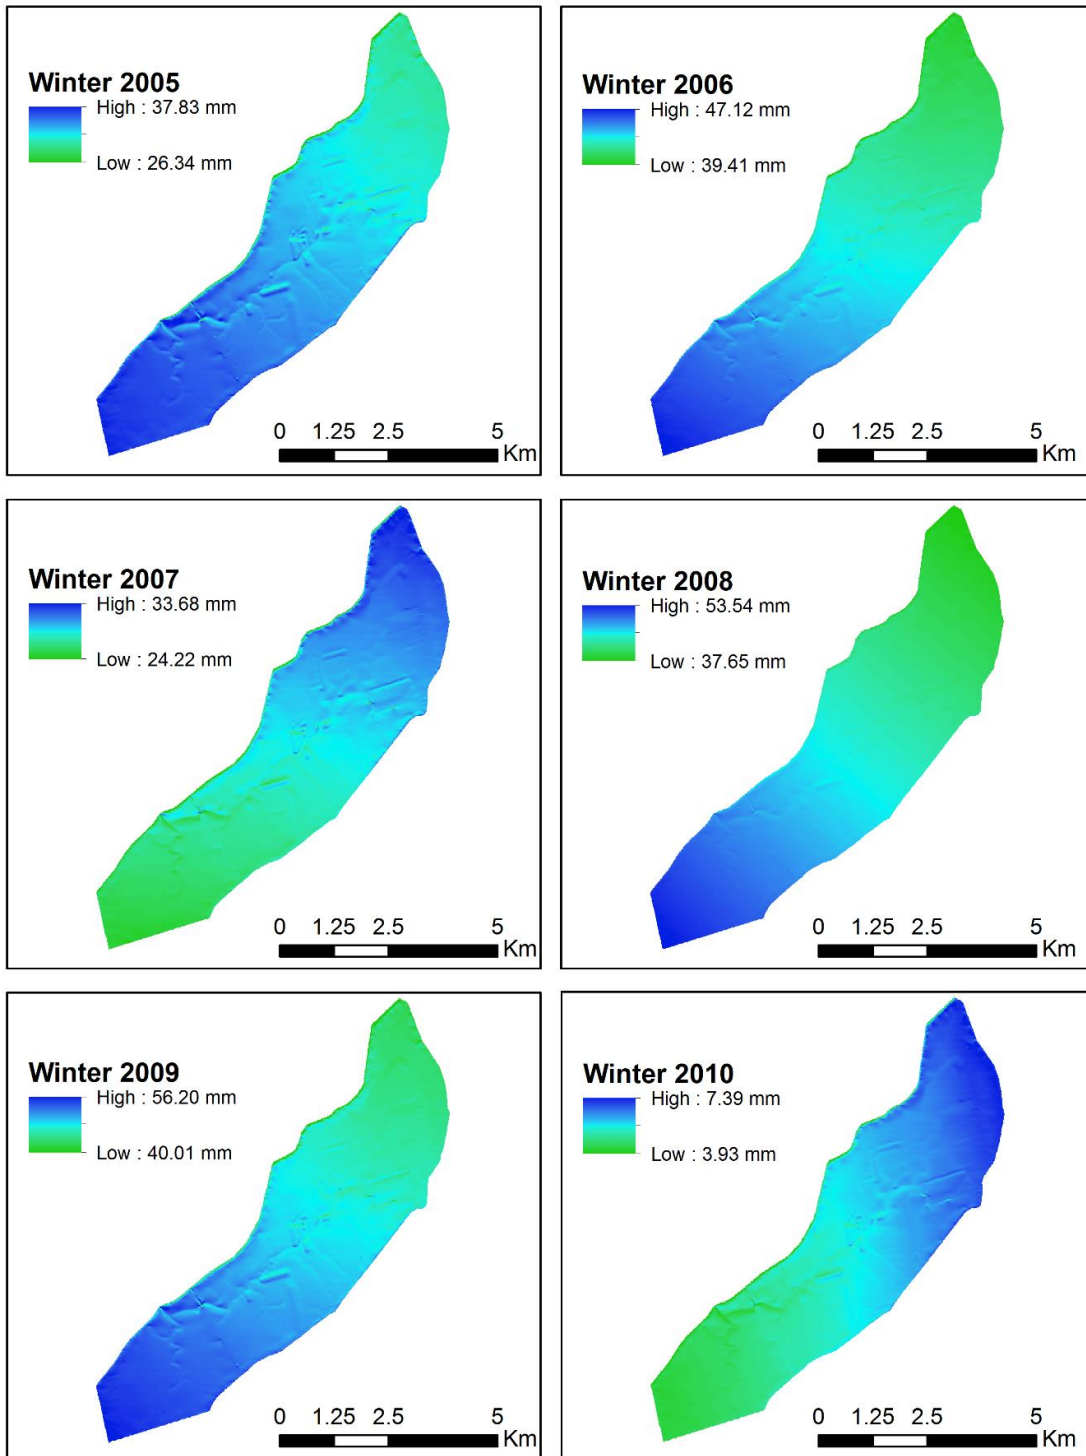 Winter 2005
High : 37.83 mm
Low : 26.34 mm
0 1.25 2.5 5
Km
Winter 2006
High : 47.12 mm
Low : 39.41 mm
0 1.25 2.5 5
Km
Winter 2007
High : 33.68 mm
Low : 24.22 mm
0 1.25 2.5 5
Km
Winter 2008
High : 53.54 mm
Low : 37.65 mm
0 1.25 2.5 5
Km
Winter 2009
High : 56.20 mm
Low : 40.01 mm
0 1.25 2.5 5
Km
Winter 2010
High : 7.39 mm
Low : 3.93 mm
0 1.25 2.5 5
Km